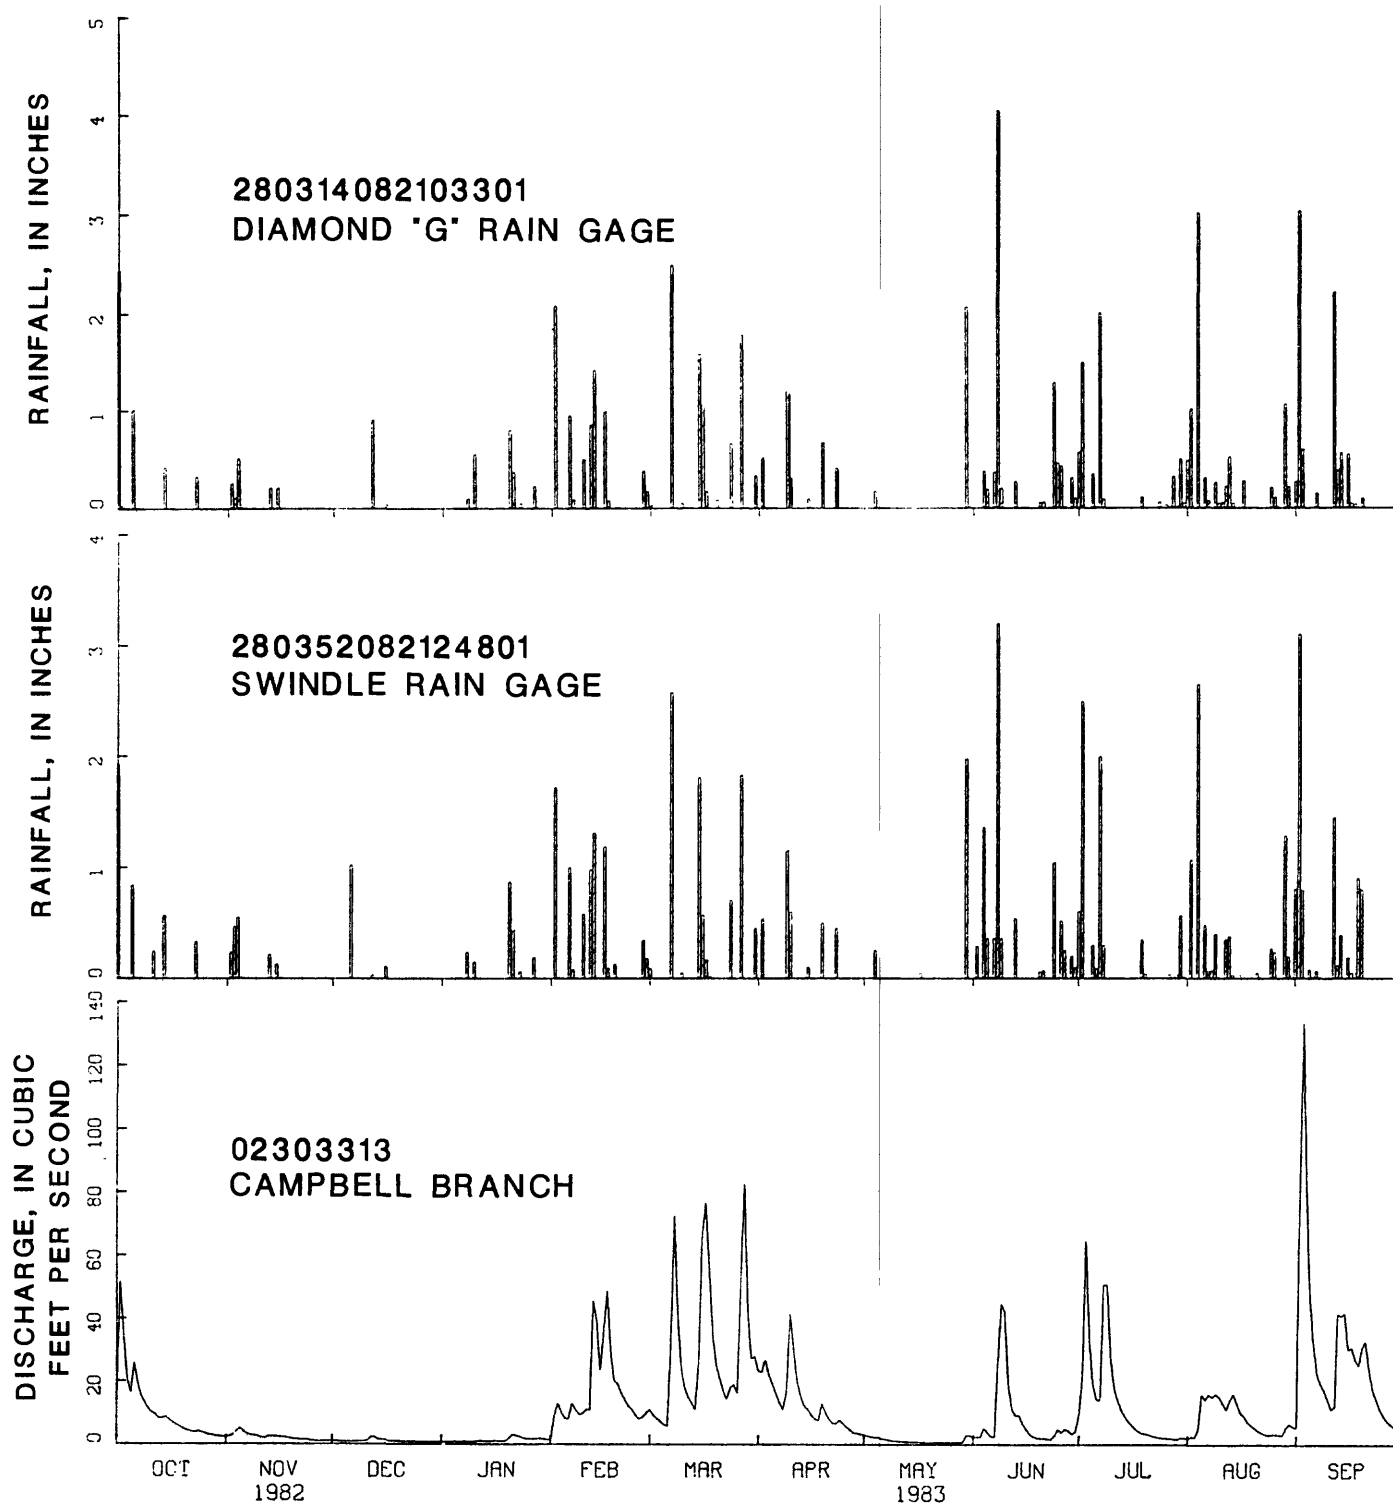 RAINFALL, IN INCHES
5
4
3
2
1
0
280314082103301
DIAMOND "G" RAIN GAGE
RAINFALL, IN INCHES
4
3
2
1
0
280352082124801
SWINDLE RAIN GAGE
DISCHARGE, IN CUBIC
FEET PER SECOND
140
120
100
80
60
40
20
0
02303313
CAMPBELL BRANCH
OCT NOV DEC JAN FEB MAR APR MAY JUN JUL AUG SEP
1982 1983